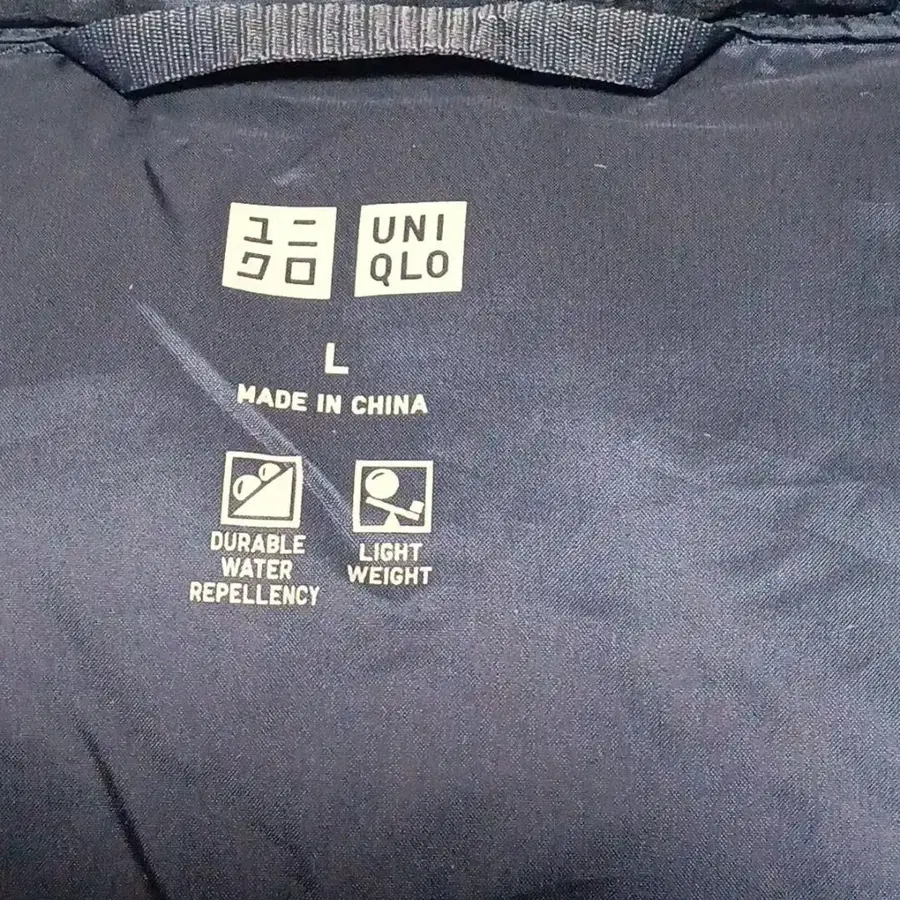 ユニ
クロ
UNI
QLO
L
MADE IN CHINA
DURABLE
WATER
REPELLENCY
LIGHT
WEIGHT